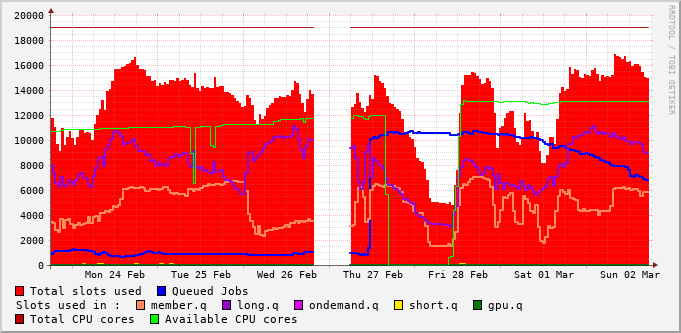 20000
18000
16000
14000
12000
10000
8000
6000
4000
2000
0
Mon 24 Feb Tue 25 Feb Wed 26 Feb Thu 27 Feb Fri 28 Feb Sat 01 Mar Sun 02 Mar
Total slots used Queued Jobs
Slots used in : member.q long.q ondemand.q short.q gpu.q
Total CPU cores Available CPU cores
RRDTOOL / TOBI OETIKER